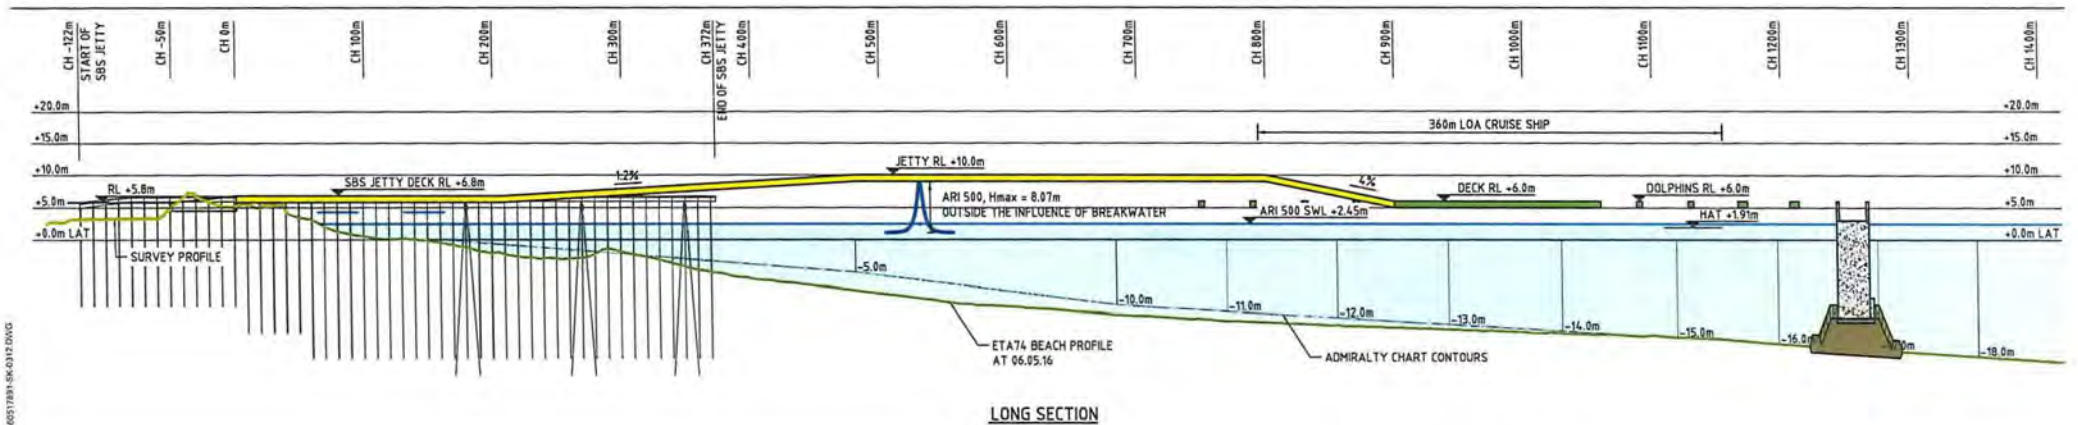 CH -122m
START OF
SBS JETTY
CH -50m
CH 0m
CH 100m
CH 200m
CH 300m
CH 372m
END OF SBS JETTY
CH 400m
CH 500m
CH 600m
CH 700m
CH 800m
CH 900m
CH 1000m
CH 1100m
CH 1200m
CH 1300m
CH 1400m
+20.0m
+20.0m
+15.0m
360m LOA CRUISE SHIP
+15.0m
+10.0m
1.2%
JETTY RL +10.0m
+10.0m
RL +5.8m
SBS JETTY DECK RL +6.8m
4%
DECK RL +6.0m
DOLPHINS RL +6.0m
+5.0m
ARI 500, Hmax = 8.07m
OUTSIDE THE INFLUENCE OF BREAKWATER
ARI 500 SWL +2.45m
HAT +1.91m
+5.0m
+0.0m LAT
+0.0m LAT
SURVEY PROFILE
-5.0m
-10.0m
-11.0m
-12.0m
-13.0m
-14.0m
-15.0m
-16.0m
-18.0m
ETA74 BEACH PROFILE
AT 06.05.16
ADMIRALTY CHART CONTOURS
LONG SECTION
60517891-SK-0312.DWG